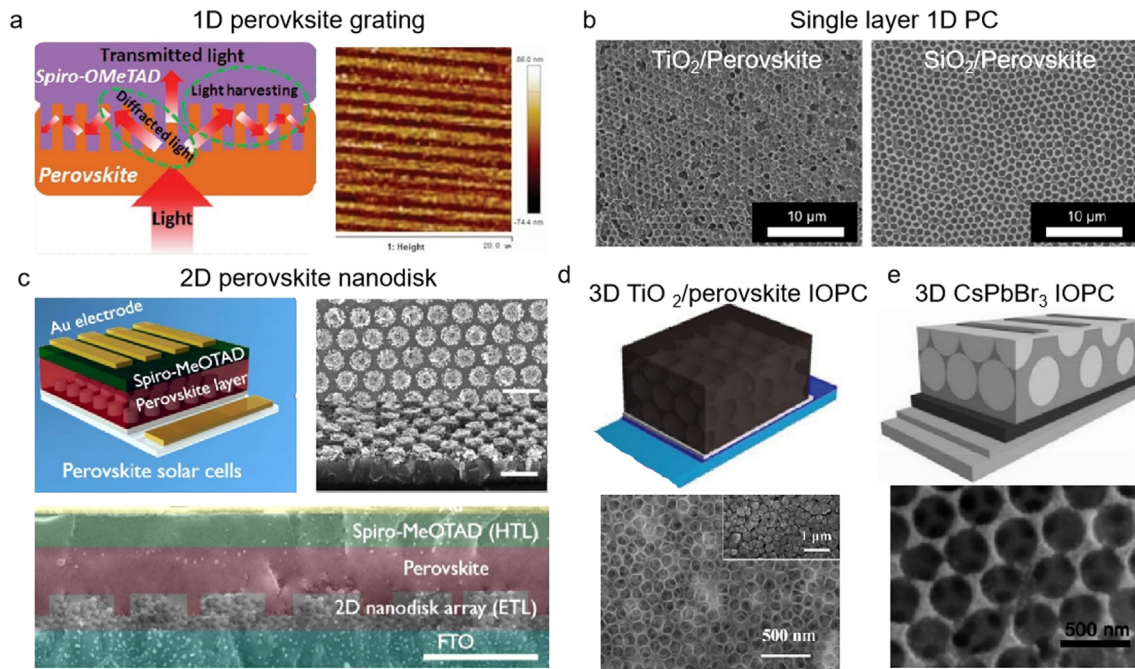 a
1D perovksite grating
Transmitted light
Spiro-OMeTAD
Light harvesting
Diffracted light
Perovskite
Light
86.0 nm
-74.4 nm
1: Height
20.0 um
b
Single layer 1D PC
TiO2/Perovskite
10 µm
SiO2/Perovskite
10 µm
c
2D perovskite nanodisk
Au electrode
Spiro-MeOTAD
Perovskite layer
Perovskite solar cells
Spiro-MeOTAD (HTL)
Perovskite
2D nanodisk array (ETL)
FTO
d
3D TiO 2/perovskite IOPC
1 µm
500 nm
e
3D CsPbBr3 IOPC
500 nm